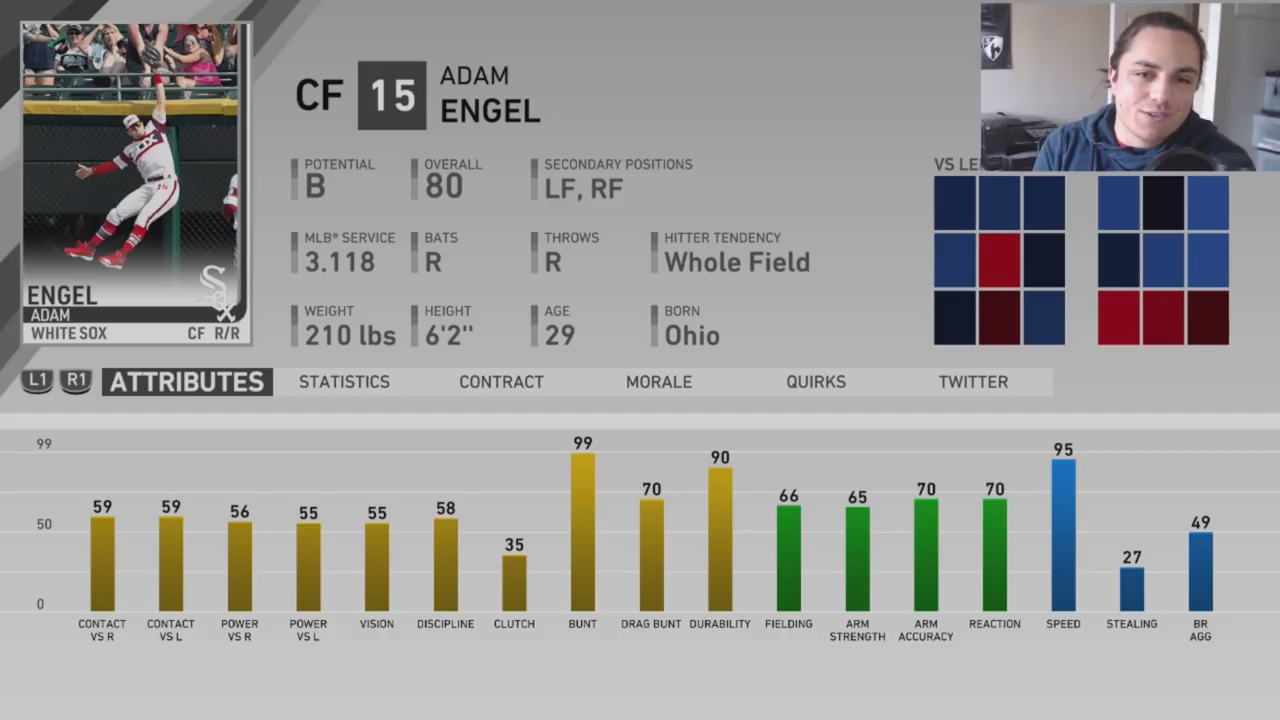 CF 15 ADAM
ENGEL
POTENTIAL
B
OVERALL
80
SECONDARY POSITIONS
LF, RF
MLB® SERVICE
3.118
BATS
R
THROWS
R
HITTER TENDENCY
Whole Field
WEIGHT
210 lbs
HEIGHT
6'2"
AGE
29
BORN
Ohio
VS LE
SOX
15
ENGEL
ADAM
WHITE SOX CF R/R
L1 R1 ATTRIBUTES STATISTICS CONTRACT MORALE QUIRKS TWITTER
99
50
0
59 59 56 55 55 58 35 99 70 90 66 65 70 70 95 27 49
CONTACT VS R
CONTACT VS L
POWER VS R
POWER VS L
VISION
DISCIPLINE
CLUTCH
BUNT
DRAG BUNT
DURABILITY
FIELDING
ARM STRENGTH
ARM ACCURACY
REACTION
SPEED
STEALING
BR AGG